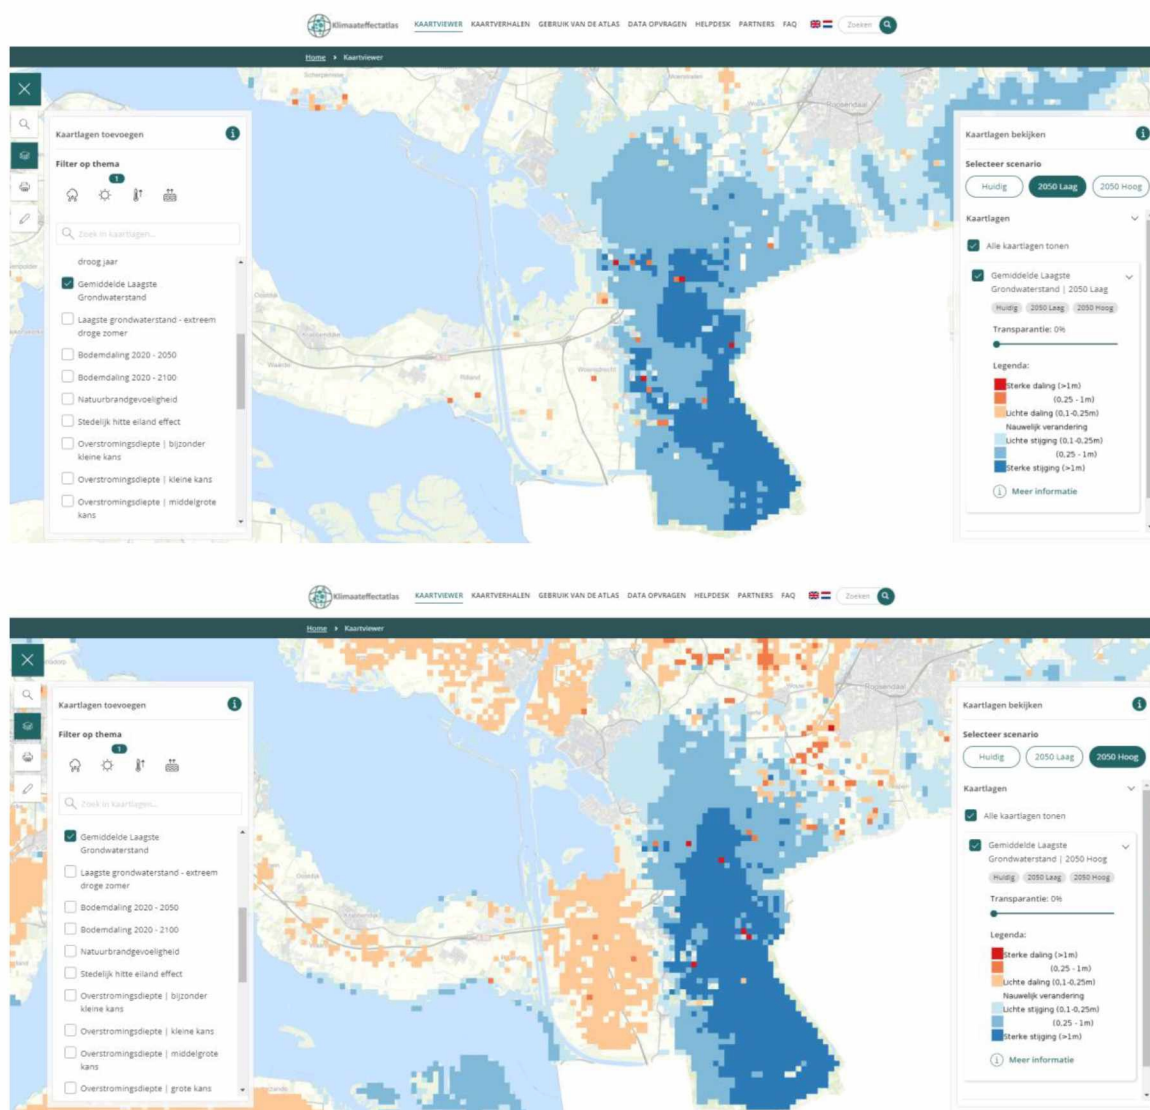 Klimaateffectatlas KAARTVIEWER KAARTVERHALEN GEBRUIK VAN DE ATLAS DATA OPVRAGEN HELPDESK PARTNERS FAQ Zoeken
Home Kaartviewer
Kaartlagen toevoegen
Filter op thema
1
Zoek in kaartlagen...
droog jaar
Gemiddelde Laagste
Grondwaterstand
Laagste grondwaterstand - extreem
droge zomer
Bodemdaling 2020 - 2050
Bodemdaling 2020 - 2100
Natuurbrandgevoeligheid
Stedelijk hitte eiland effect
Overstromingsdiepte | bijzonder
kleine kans
Overstromingsdiepte | kleine kans
Overstromingsdiepte | middelgrote
kans
Roosendaal
Rilland
Woensdrecht
Kaartlagen bekijken
Selecteer scenario
Huidig 2050 Laag 2050 Hoog
Kaartlagen
Alle kaartlagen tonen
Gemiddelde Laagste
Grondwaterstand | 2050 Laag
Huidig 2050 Laag 2050 Hoog
Transparantie: 0%
Legenda:
Sterke daling (>1m)
(0,25 - 1m)
Lichte daling (0,1-0,25m)
Nauwelijk verandering
Lichte stijging (0,1-0,25m)
(0,25 - 1m)
Sterke stijging (>1m)
Meer informatie
Klimaateffectatlas KAARTVIEWER KAARTVERHALEN GEBRUIK VAN DE ATLAS DATA OPVRAGEN HELPDESK PARTNERS FAQ Zoeken
Home Kaartviewer
Kaartlagen toevoegen
Filter op thema
1
Zoek in kaartlagen...
Gemiddelde Laagste
Grondwaterstand
Laagste grondwaterstand - extreem
droge zomer
Bodemdaling 2020 - 2050
Bodemdaling 2020 - 2100
Natuurbrandgevoeligheid
Stedelijk hitte eiland effect
Overstromingsdiepte | bijzonder
kleine kans
Overstromingsdiepte | kleine kans
Overstromingsdiepte | middelgrote
kans
Overstromingsdiepte | grote kans
Roosendaal
Kaartlagen bekijken
Selecteer scenario
Huidig 2050 Laag 2050 Hoog
Kaartlagen
Alle kaartlagen tonen
Gemiddelde Laagste
Grondwaterstand | 2050 Hoog
Huidig 2050 Laag 2050 Hoog
Transparantie: 0%
Legenda:
Sterke daling (>1m)
(0,25 - 1m)
Lichte daling (0,1-0,25m)
Nauwelijk verandering
Lichte stijging (0,1-0,25m)
(0,25 - 1m)
Sterke stijging (>1m)
Meer informatie